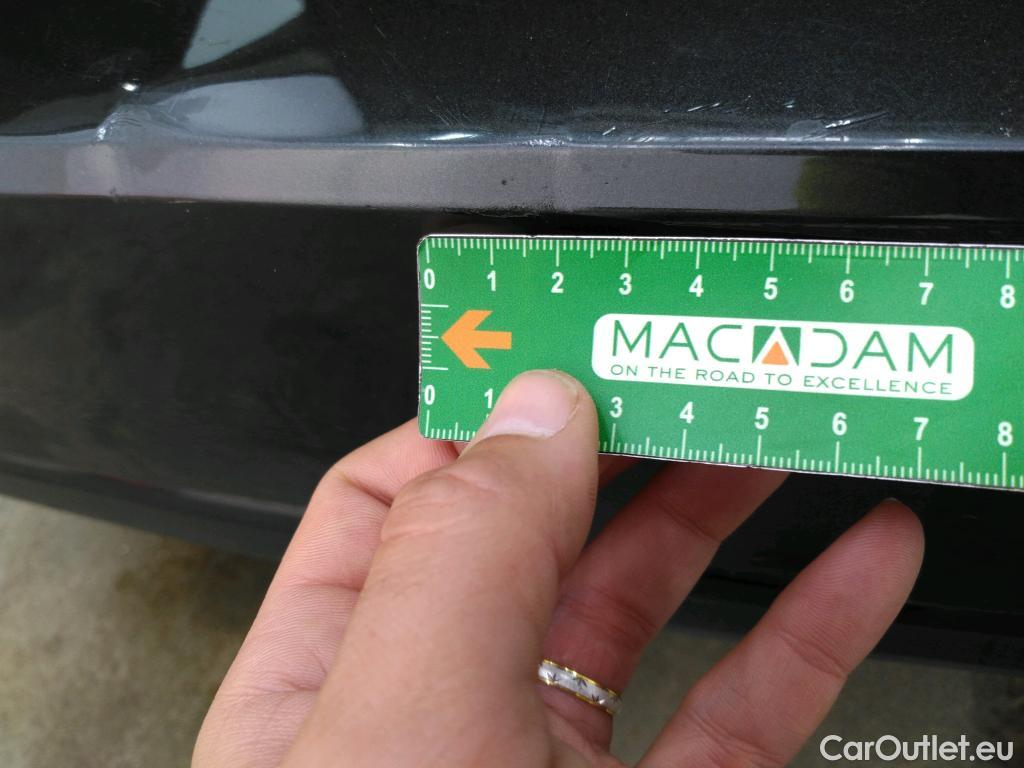 0 1 2 3 4 5 6 7 8
MACADAM
ON THE ROAD TO EXCELLENCE
0 1 3 4 5 6 7 8
CarOutlet.eu